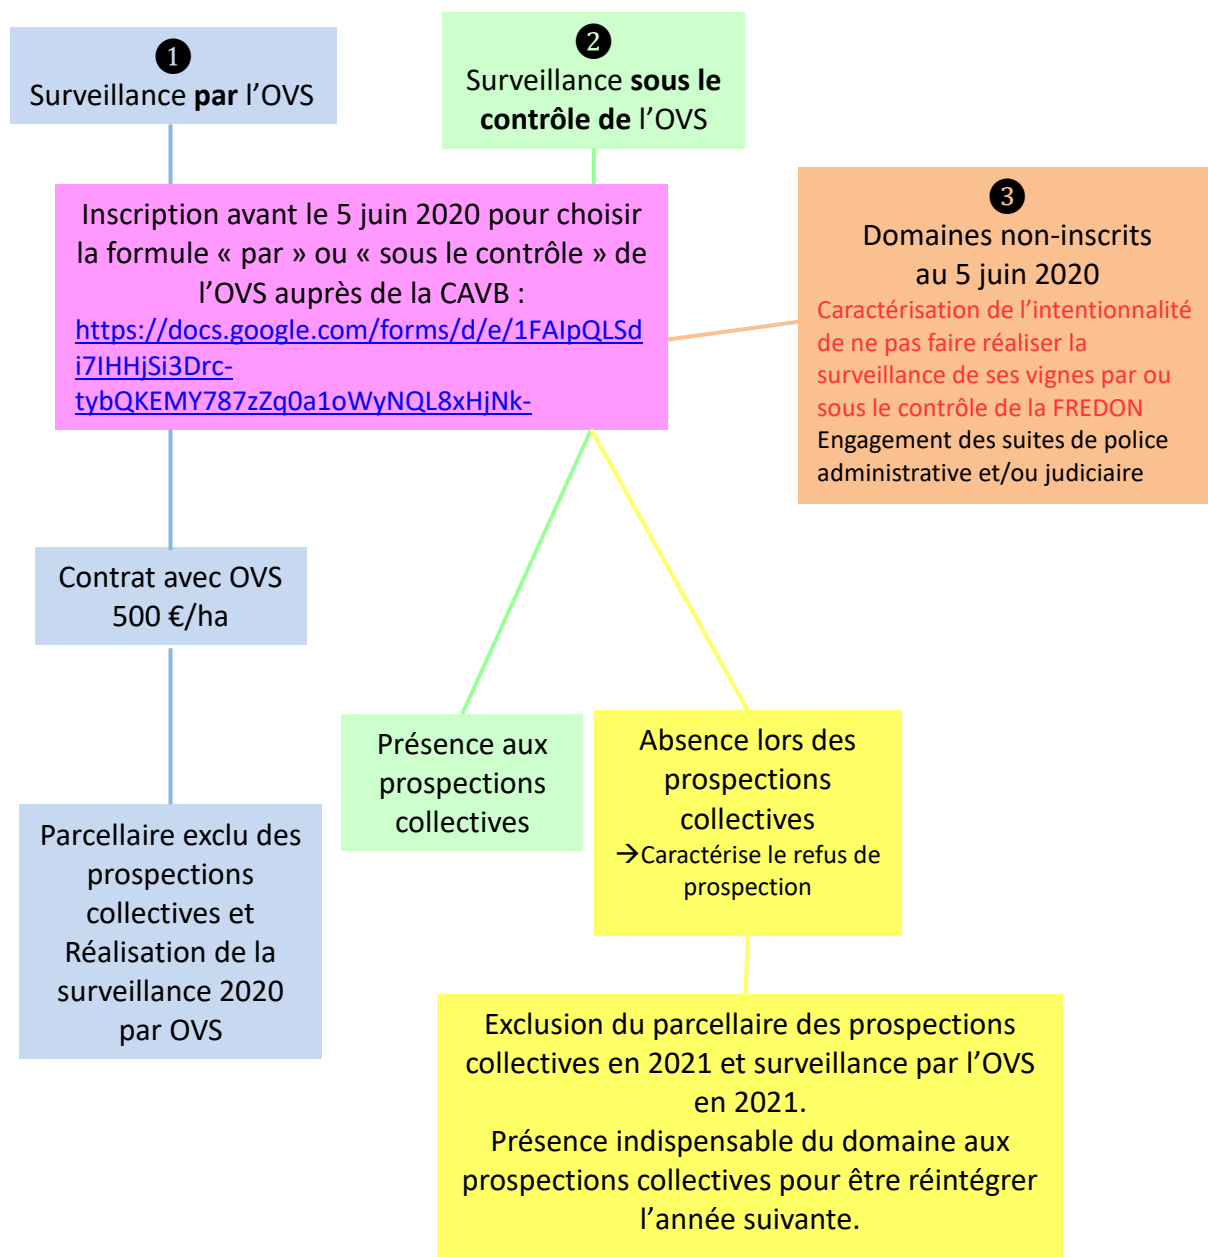 ❶
Surveillance par l’OVS
❷
Surveillance sous le
contrôle de l’OVS
Inscription avant le 5 juin 2020 pour choisir
la formule « par » ou « sous le contrôle » de
l’OVS auprès de la CAVB :
https://docs.google.com/forms/d/e/1FAIpQLSd
i7IHHjSi3Drc-
tybQKEMY787zZq0a1oWyNQL8xHjNk-
❸
Domaines non-inscrits
au 5 juin 2020
Caractérisation de l’intentionnalité
de ne pas faire réaliser la
surveillance de ses vignes par ou
sous le contrôle de la FREDON
Engagement des suites de police
administrative et/ou judiciaire
Contrat avec OVS
500 €/ha
Présence aux
prospections
collectives
Absence lors des
prospections
collectives
→Caractérise le refus de
prospection
Parcellaire exclu des
prospections
collectives et
Réalisation de la
surveillance 2020
par OVS
Exclusion du parcellaire des prospections
collectives en 2021 et surveillance par l’OVS
en 2021.
Présence indispensable du domaine aux
prospections collectives pour être réintégrer
l’année suivante.